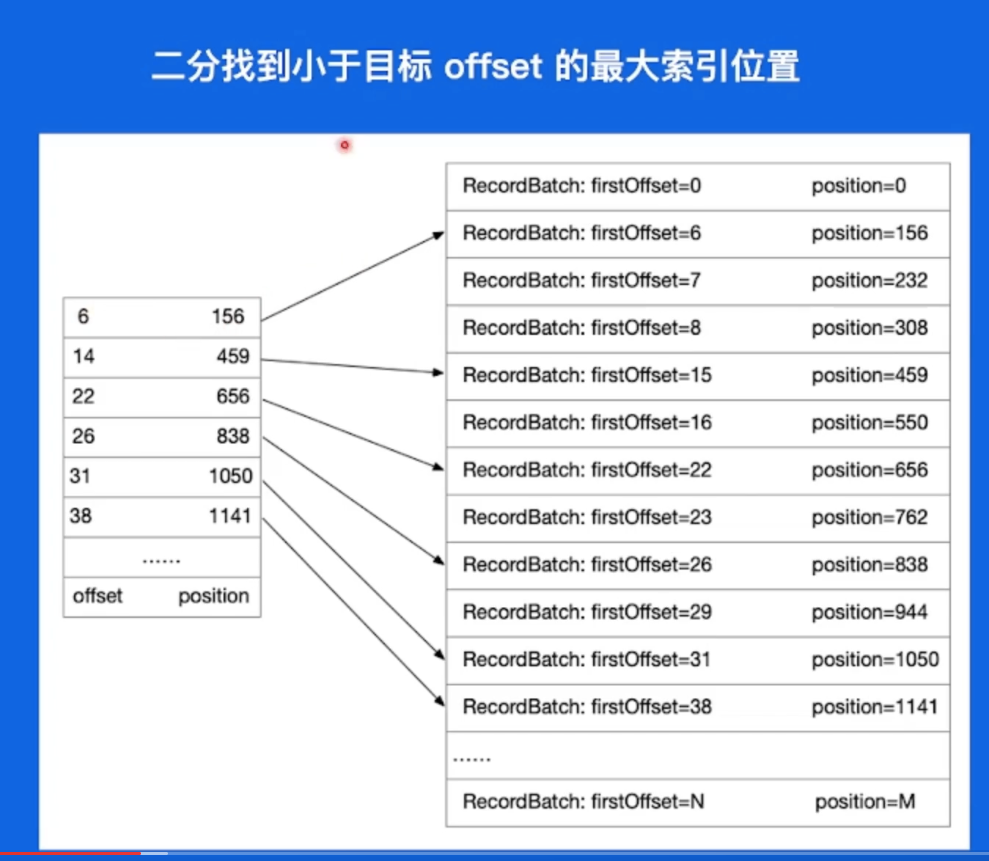 二分找到小于目标 offset 的最大索引位置
6 156
14 459
22 656
26 838
31 1050
38 1141
......
offset position
RecordBatch: firstOffset=0 position=0
RecordBatch: firstOffset=6 position=156
RecordBatch: firstOffset=7 position=232
RecordBatch: firstOffset=8 position=308
RecordBatch: firstOffset=15 position=459
RecordBatch: firstOffset=16 position=550
RecordBatch: firstOffset=22 position=656
RecordBatch: firstOffset=23 position=762
RecordBatch: firstOffset=26 position=838
RecordBatch: firstOffset=29 position=944
RecordBatch: firstOffset=31 position=1050
RecordBatch: firstOffset=38 position=1141
......
RecordBatch: firstOffset=N position=M